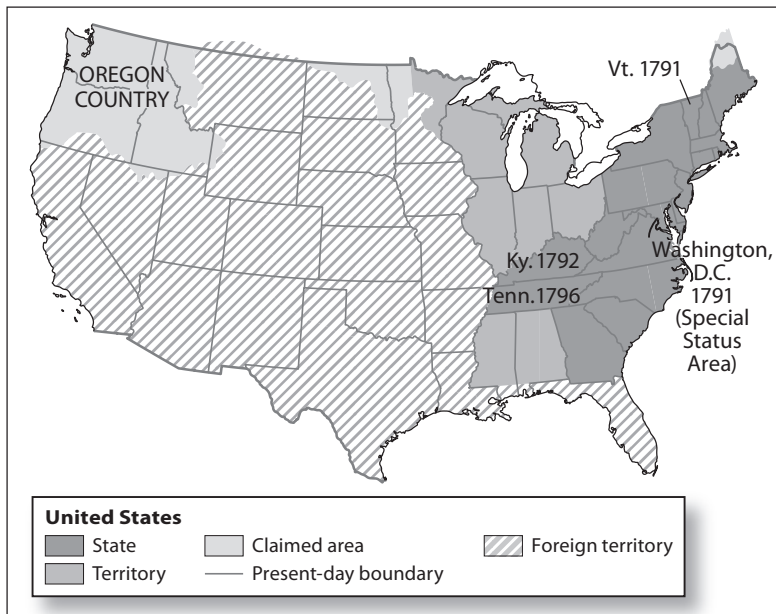 OREGON
COUNTRY
Vt. 1791
Ky. 1792
Tenn.1796
Washington,
D.C.
1791
(Special
Status
Area)
United States
State
Claimed area
Foreign territory
Territory
Present-day boundary